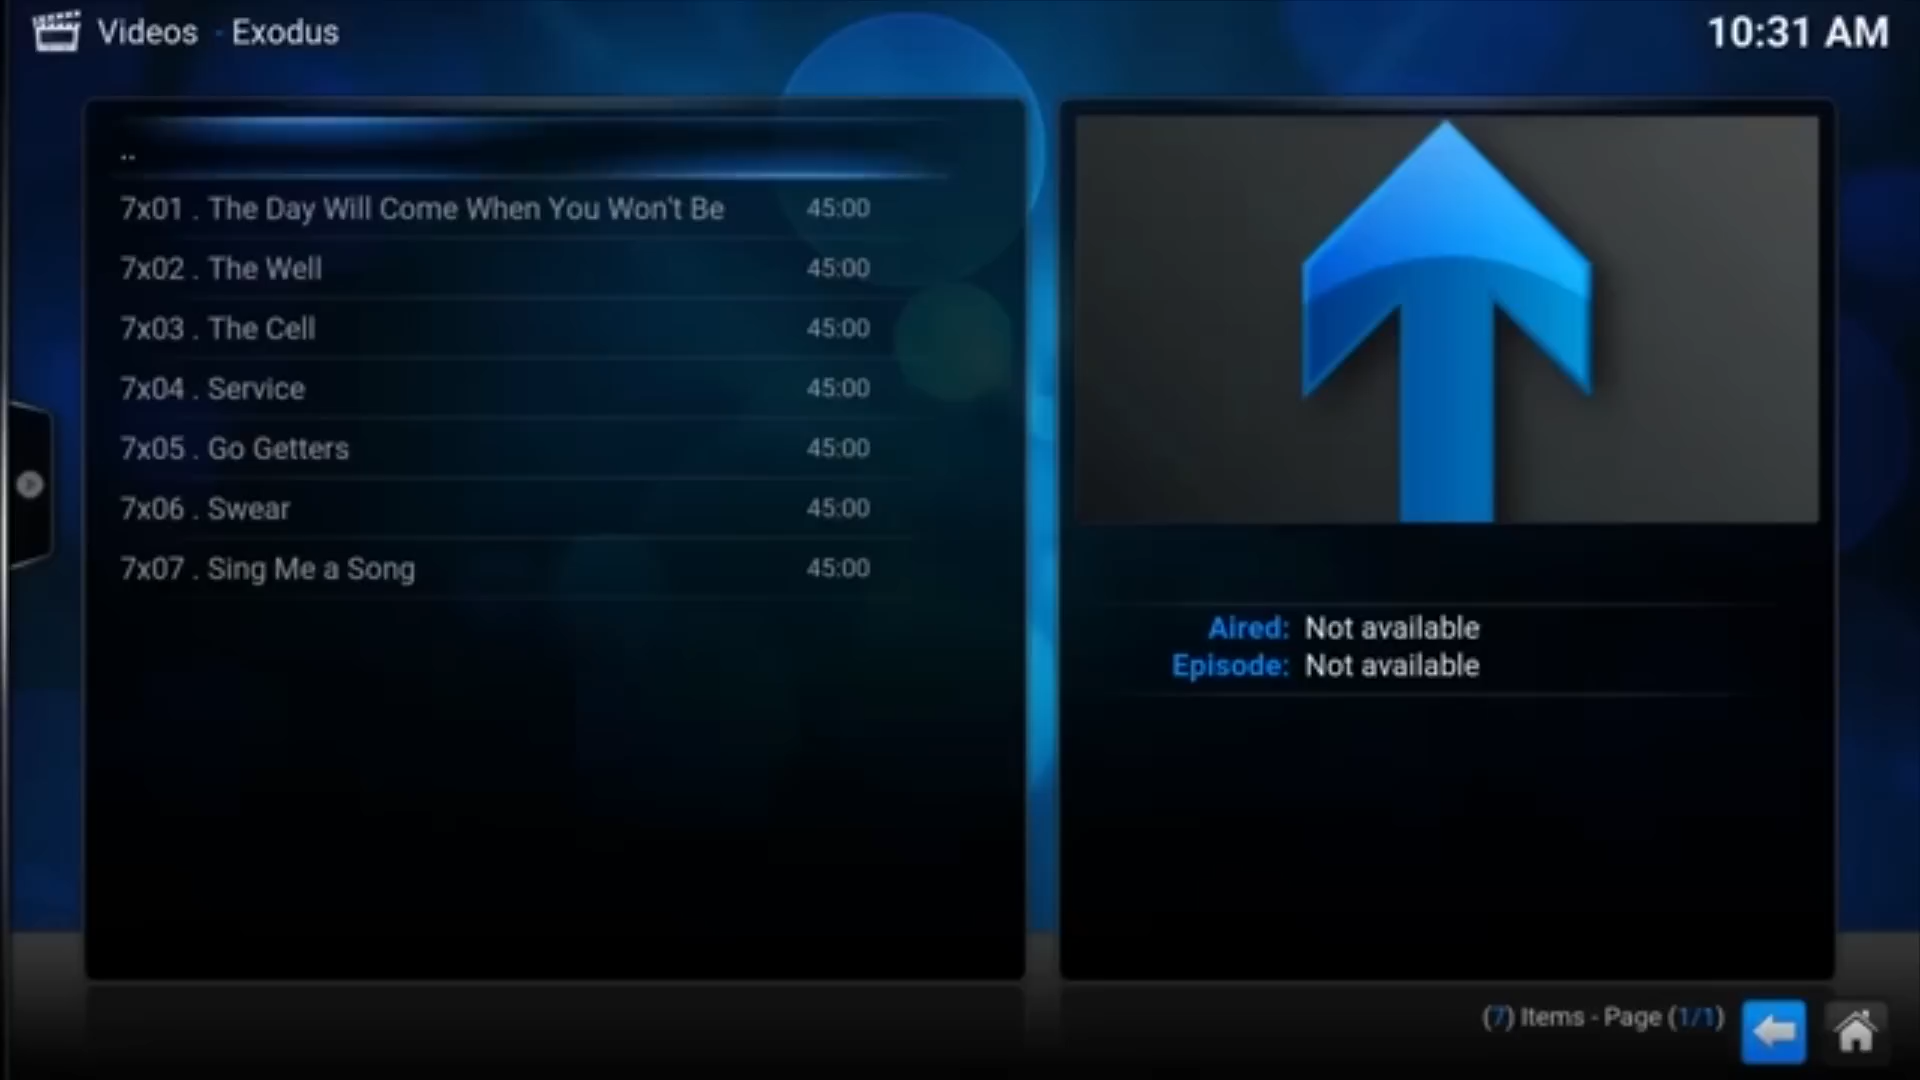 Videos · Exodus
10:31 AM
..
7x01 . The Day Will Come When You Won't Be 45:00
7x02 . The Well 45:00
7x03 . The Cell 45:00
7x04 . Service 45:00
7x05 . Go Getters 45:00
7x06 . Swear 45:00
7x07 . Sing Me a Song 45:00
Aired: Not available
Episode: Not available
(7) Items - Page (1/1)